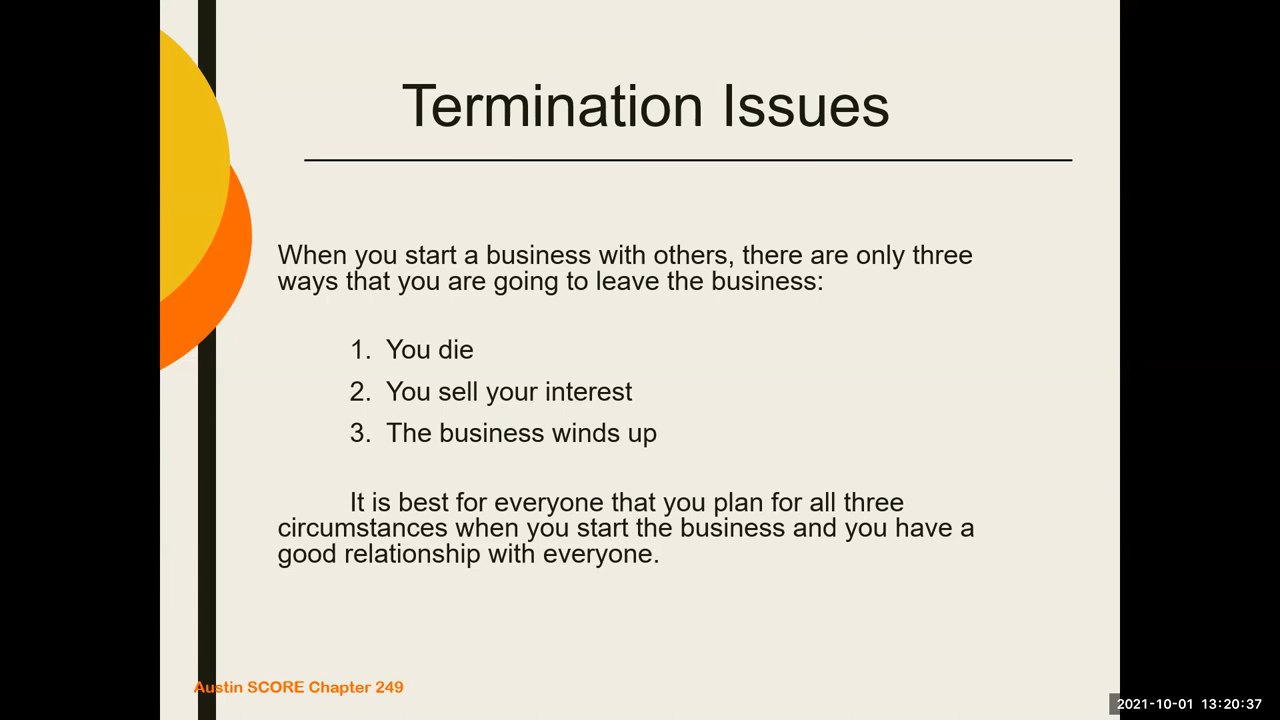 Termination Issues
When you start a business with others, there are only three
ways that you are going to leave the business:
1. You die
2. You sell your interest
3. The business winds up
It is best for everyone that you plan for all three
circumstances when you start the business and you have a
good relationship with everyone.
Austin SCORE Chapter 249
2021-10-01 13:20:37